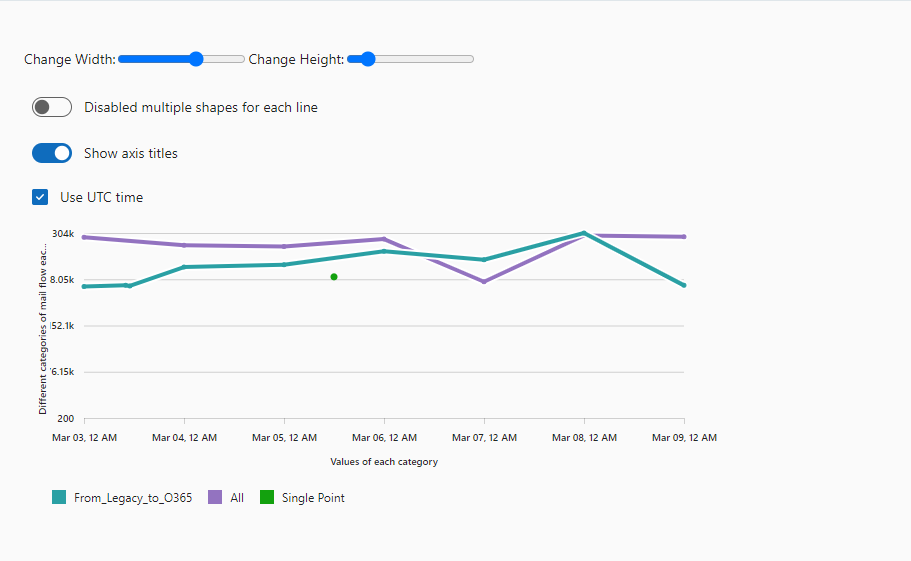 Change Width: Change Height:
Disabled multiple shapes for each line
Show axis titles
Use UTC time
Different categories of mail flow eac...
304k
8.05k
52.1k
6.15k
200
Mar 03, 12 AM Mar 04, 12 AM Mar 05, 12 AM Mar 06, 12 AM Mar 07, 12 AM Mar 08, 12 AM Mar 09, 12 AM
Values of each category
From_Legacy_to_O365 All Single Point